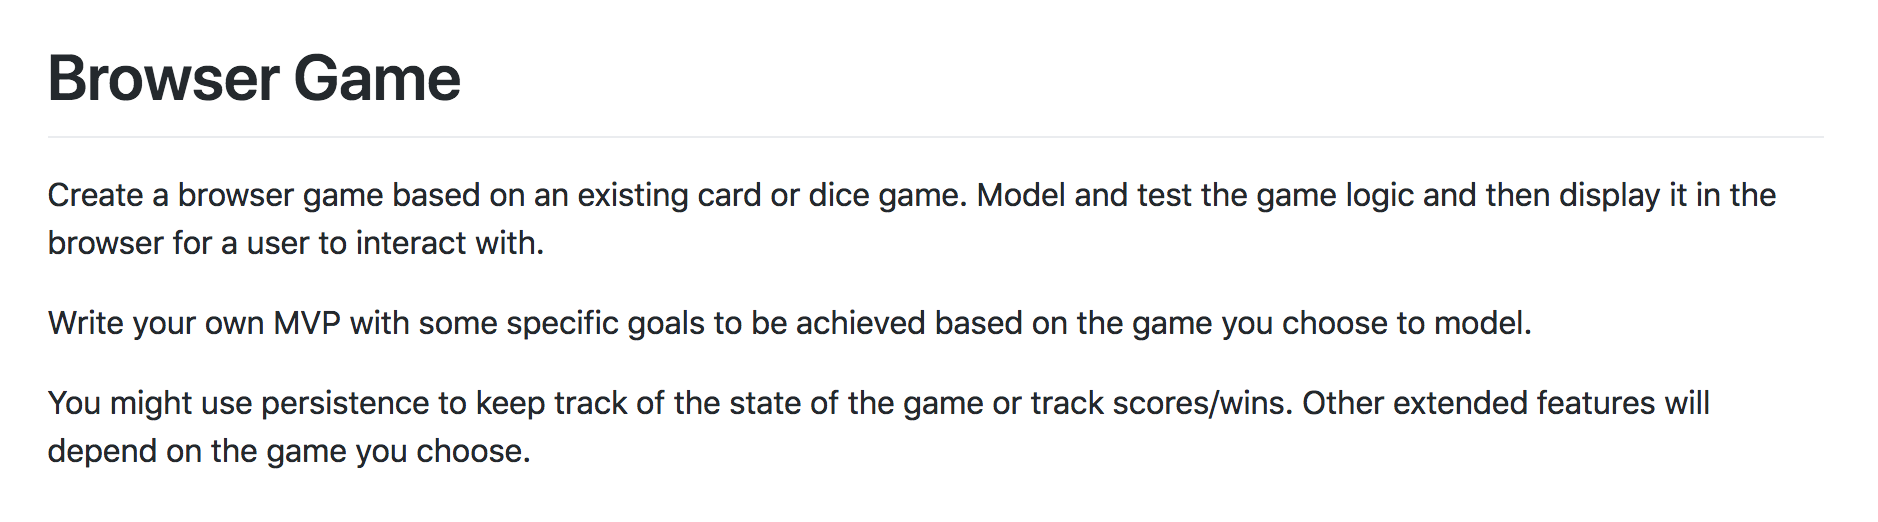 Browser Game
Create a browser game based on an existing card or dice game. Model and test the game logic and then display it in the
browser for a user to interact with.
Write your own MVP with some specific goals to be achieved based on the game you choose to model.
You might use persistence to keep track of the state of the game or track scores/wins. Other extended features will
depend on the game you choose.